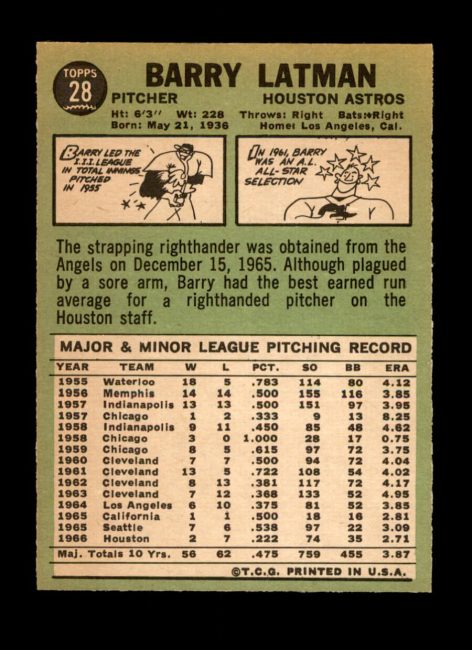 TOPPS
28
BARRY LATMAN
PITCHER HOUSTON ASTROS
Ht: 6'3" Wt: 228 Throws: Right Bats: Right
Born: May 21, 1936 Home: Los Angeles, Cal.
BARRY LED THE
I.I.I. LEAGUE
IN TOTAL INNINGS
PITCHED
IN 1955
IN 1961, BARRY
WAS AN A.L.
ALL-STAR
SELECTION
The strapping righthander was obtained from the
Angels on December 15, 1965. Although plagued
by a sore arm, Barry had the best earned run
average for a righthanded pitcher on the
Houston staff.
MAJOR & MINOR LEAGUE PITCHING RECORD
YEAR TEAM W L PCT. SO BB ERA
1955 Waterloo 18 5 .783 114 80 4.12
1956 Memphis 14 14 .500 155 116 3.85
1957 Indianapolis 13 13 .500 151 97 3.95
1957 Chicago 1 2 .333 9 13 8.25
1958 Indianapolis 9 11 .450 85 48 4.62
1958 Chicago 3 0 1.000 28 17 0.75
1959 Chicago 8 5 .615 97 72 3.75
1960 Cleveland 7 7 .500 94 72 4.04
1961 Cleveland 13 5 .722 108 54 4.02
1962 Cleveland 8 13 .381 117 72 4.17
1963 Cleveland 7 12 .368 133 52 4.95
1964 Los Angeles 6 10 .375 81 52 3.85
1965 California 1 1 .500 18 16 2.81
1965 Seattle 7 6 .538 97 22 3.09
1966 Houston 2 7 .222 74 35 2.71
Maj. Totals 10 Yrs. 56 62 .475 759 455 3.87
©T.C.G. PRINTED IN U.S.A.